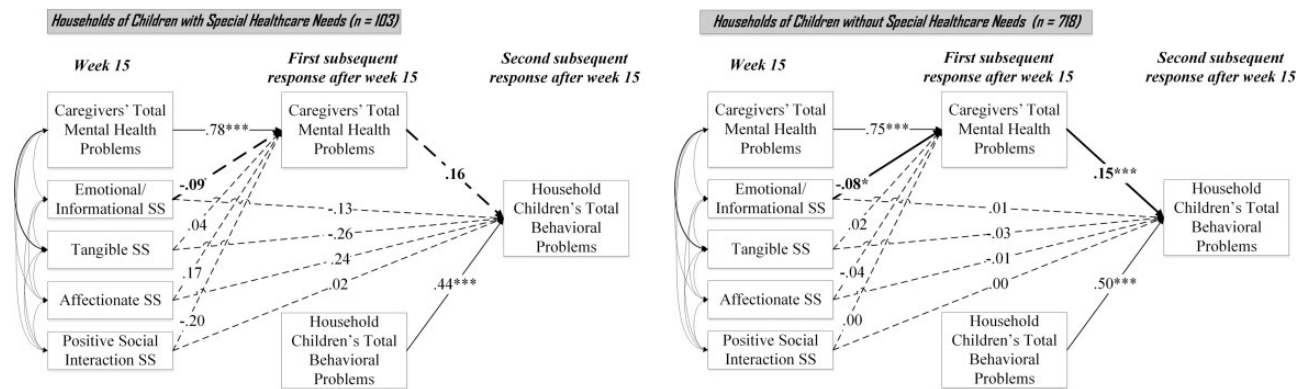 Households of Children with Special Healthcare Needs (n = 103)
Week 15
First subsequent
response after week 15
Second subsequent
response after week 15
Caregivers' Total
Mental Health
Problems
.78***
Caregivers' Total
Mental Health
Problems
Emotional/
Informational SS
-.09
.16
Household
Children's Total
Behavioral
Problems
Tangible SS
.04
-.13
-.26
Affectionate SS
.17
.24
.02
.44***
Positive Social
Interaction SS
-.20
Household
Children's Total
Behavioral
Problems
Households of Children without Special Healthcare Needs (n = 718)
Week 15
First subsequent
response after week 15
Second subsequent
response after week 15
Caregivers' Total
Mental Health
Problems
.75***
Caregivers' Total
Mental Health
Problems
Emotional/
Informational SS
-.08*
.15***
Household
Children's Total
Behavioral
Problems
Tangible SS
.02
.01
-.03
Affectionate SS
-.04
-.01
.00
.50***
Positive Social
Interaction SS
.00
Household
Children's Total
Behavioral
Problems